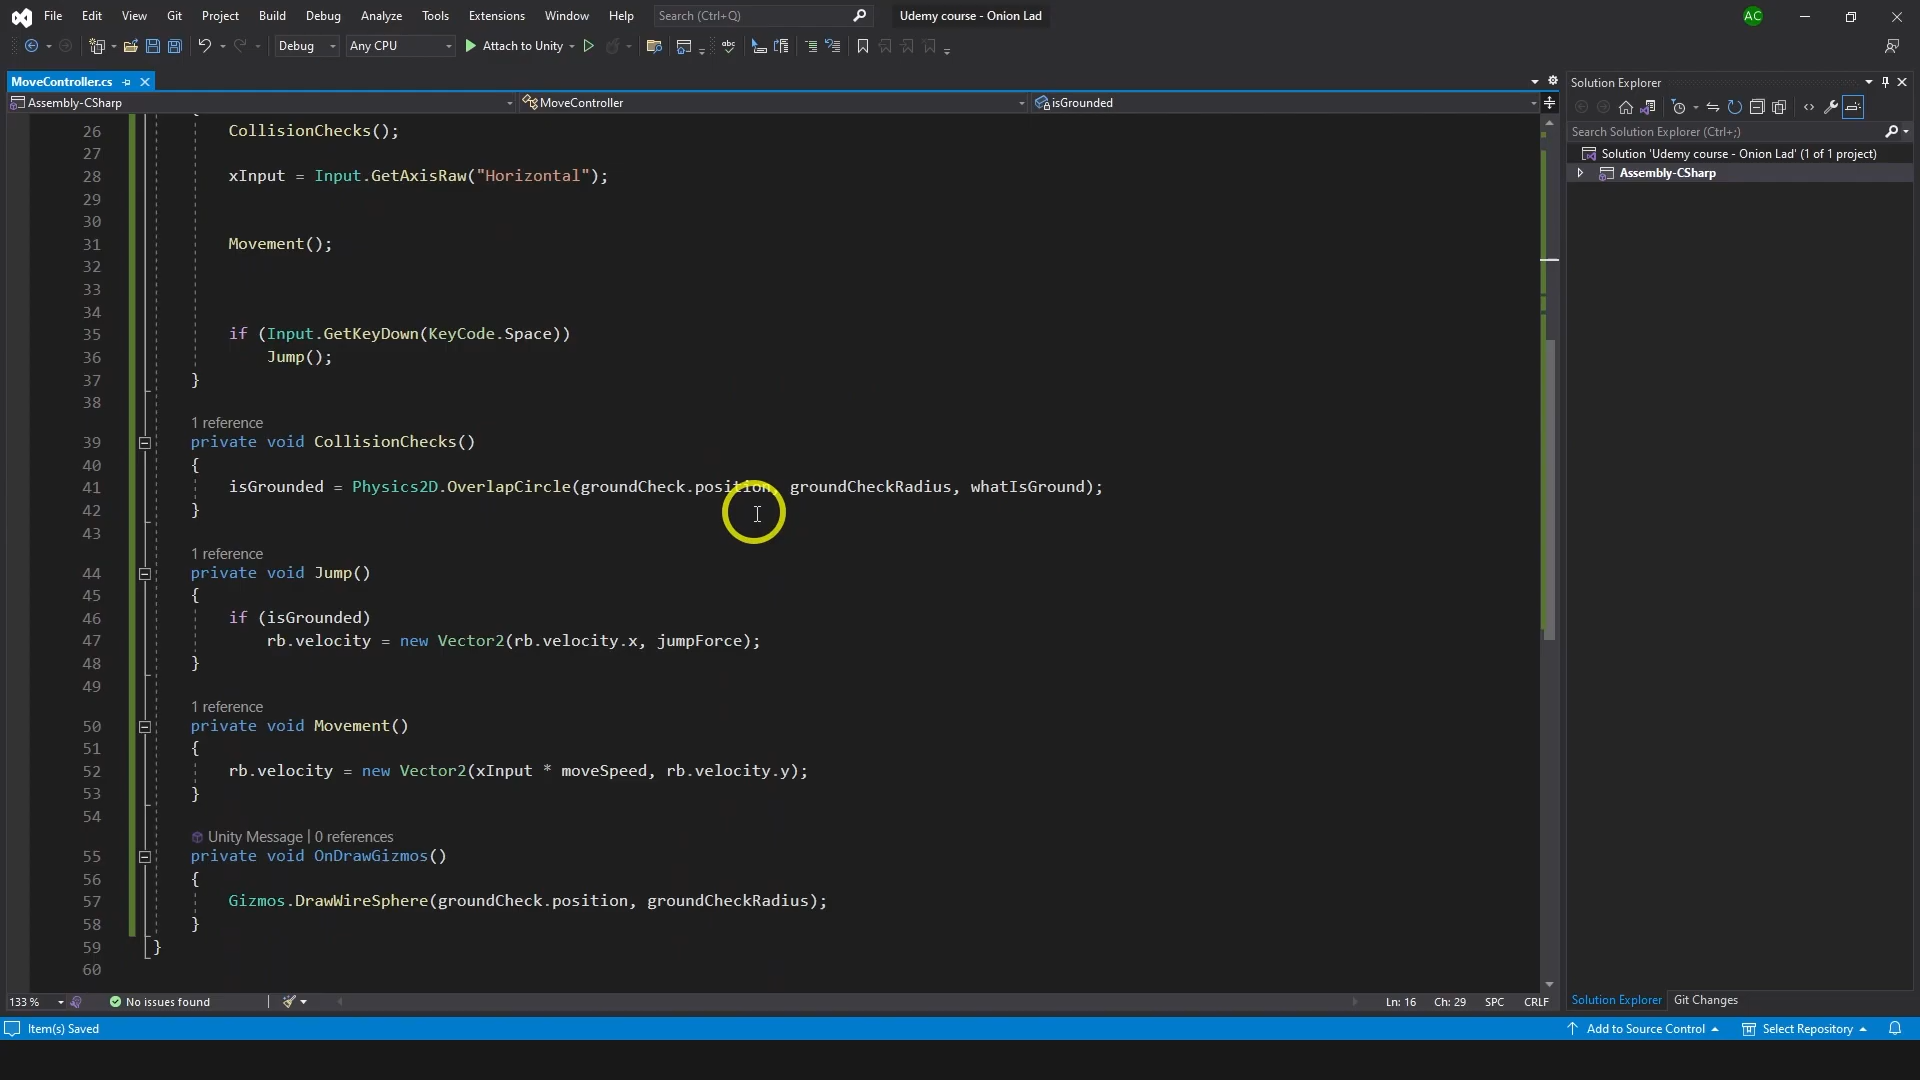 File Edit View Git Project Build Debug Analyze Tools Extensions Window Help Search (Ctrl+Q) Udemy course - Onion Lad AC
Debug Any CPU Attach to Unity
MoveController.cs
Assembly-CSharp MoveController isGrounded
26 CollisionChecks();
27
28 xInput = Input.GetAxisRaw("Horizontal");
29
30
31 Movement();
32
33
34
35 if (Input.GetKeyDown(KeyCode.Space))
36 Jump();
37 }
38
1 reference
39 private void CollisionChecks()
40 {
41 isGrounded = Physics2D.OverlapCircle(groundCheck.position, groundCheckRadius, whatIsGround);
42 }
43
1 reference
44 private void Jump()
45 {
46 if (isGrounded)
47 rb.velocity = new Vector2(rb.velocity.x, jumpForce);
48 }
49
1 reference
50 private void Movement()
51 {
52 rb.velocity = new Vector2(xInput * moveSpeed, rb.velocity.y);
53 }
54
Unity Message | 0 references
55 private void OnDrawGizmos()
56 {
57 Gizmos.DrawWireSphere(groundCheck.position, groundCheckRadius);
58 }
59 }
60
133 % No issues found Ln: 16 Ch: 29 SPC CRLF
Solution Explorer
Search Solution Explorer (Ctrl+;)
Solution 'Udemy course - Onion Lad' (1 of 1 project)
Assembly-CSharp
Solution Explorer Git Changes
Item(s) Saved Add to Source Control Select Repository